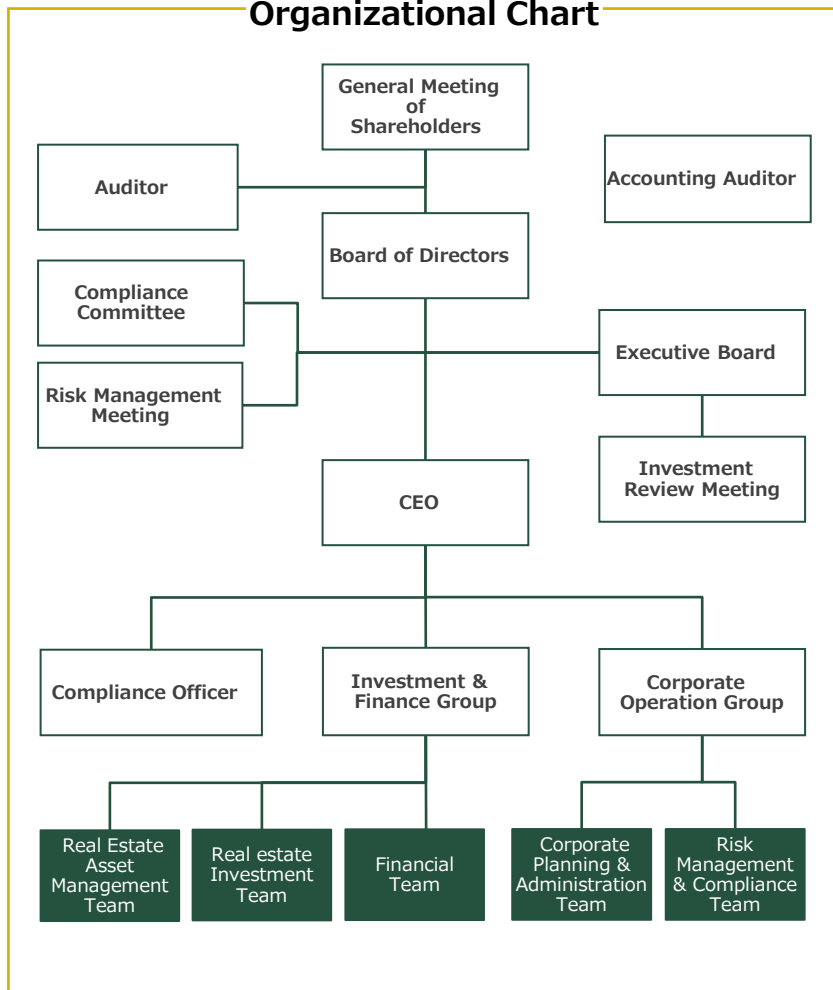 Organizational Chart
General Meeting
of
Shareholders
Auditor
Accounting Auditor
Board of Directors
Compliance
Committee
Executive Board
Risk Management
Meeting
Investment
Review Meeting
CEO
Compliance Officer
Investment &
Finance Group
Corporate
Operation Group
Real Estate
Asset
Management
Team
Real estate
Investment
Team
Financial
Team
Corporate
Planning &
Administration
Team
Risk
Management
& Compliance
Team